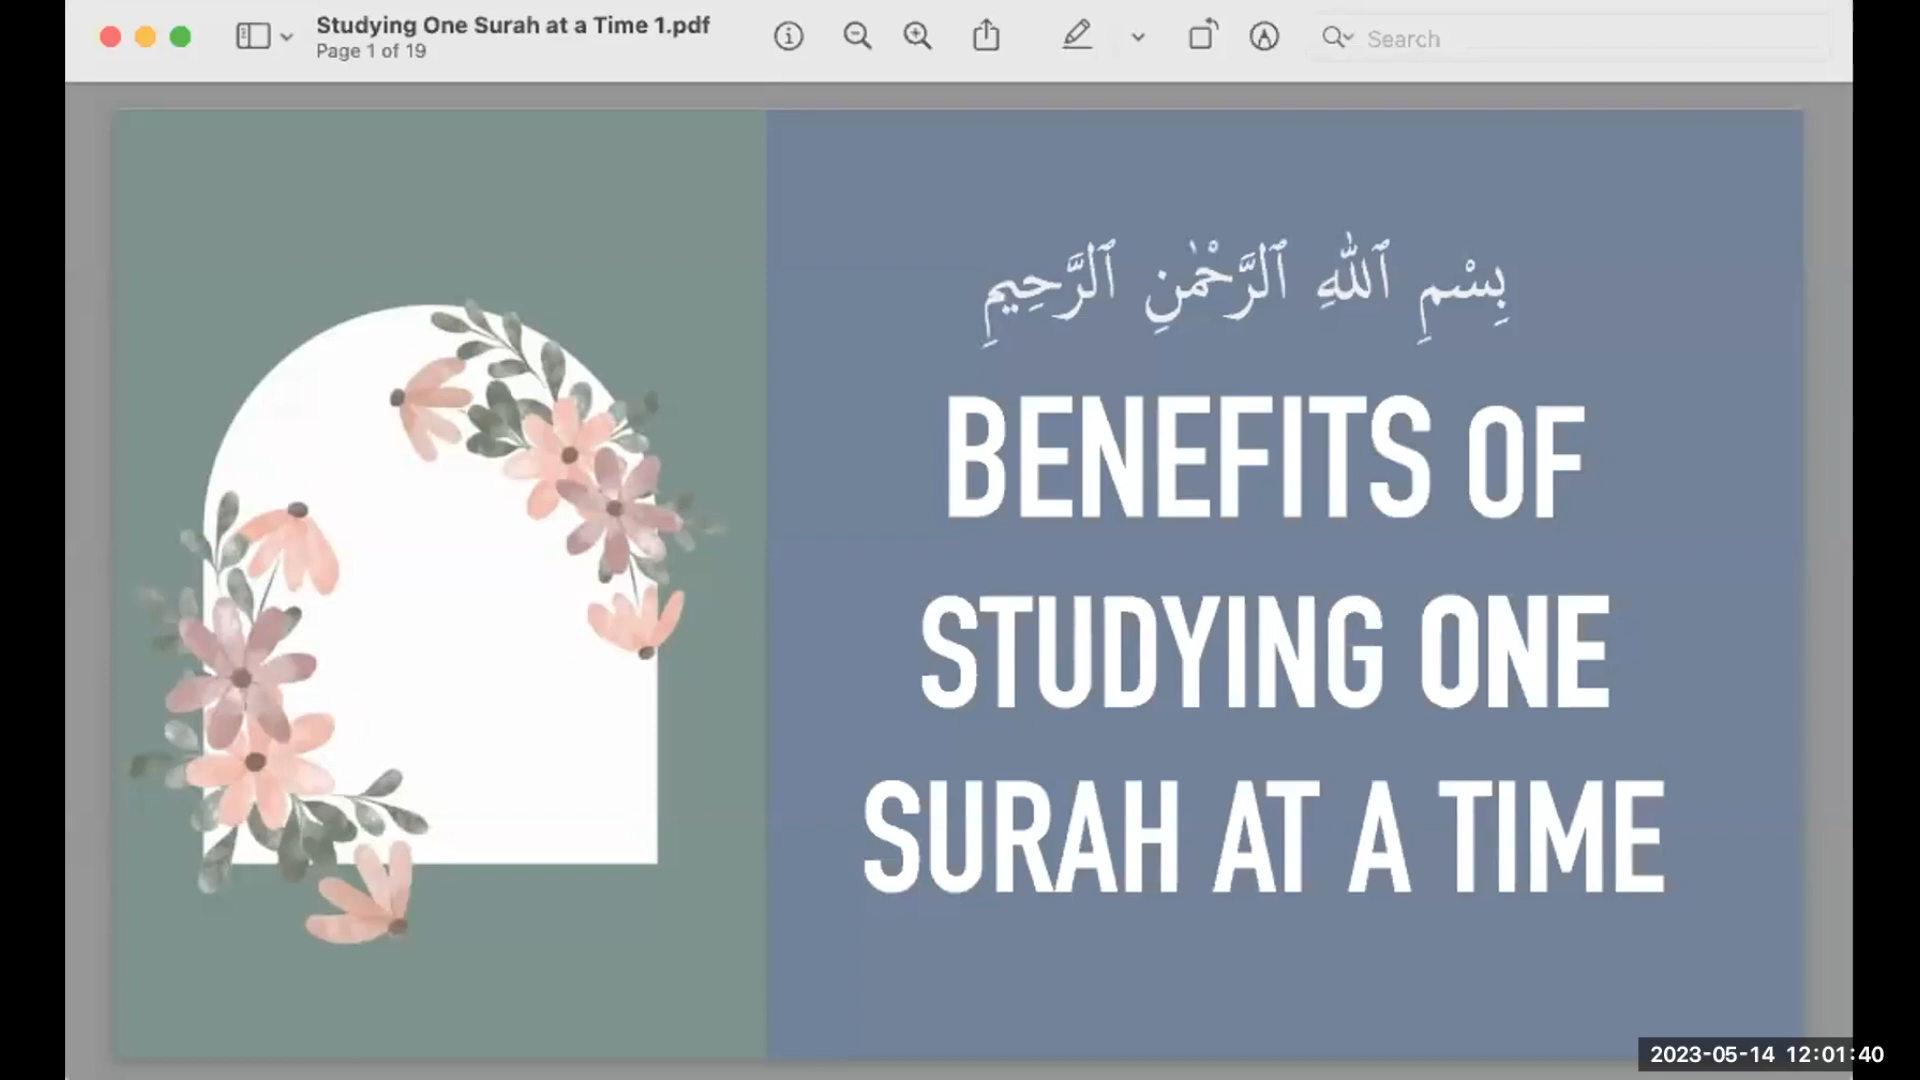 Studying One Surah at a Time 1.pdf
Page 1 of 19
Search
بِسْمِ ٱللَّهِ ٱلرَّحْمَٰنِ ٱلرَّحِيمِ
BENEFITS OF
STUDYING ONE
SURAH AT A TIME
2023-05-14 12:01:40